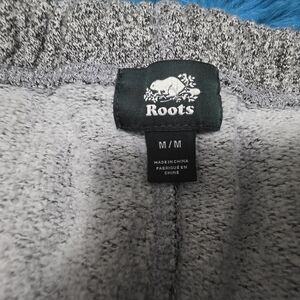 Roots
M/M
MADE IN CHINA
FABRIQUÉ EN
CHINE